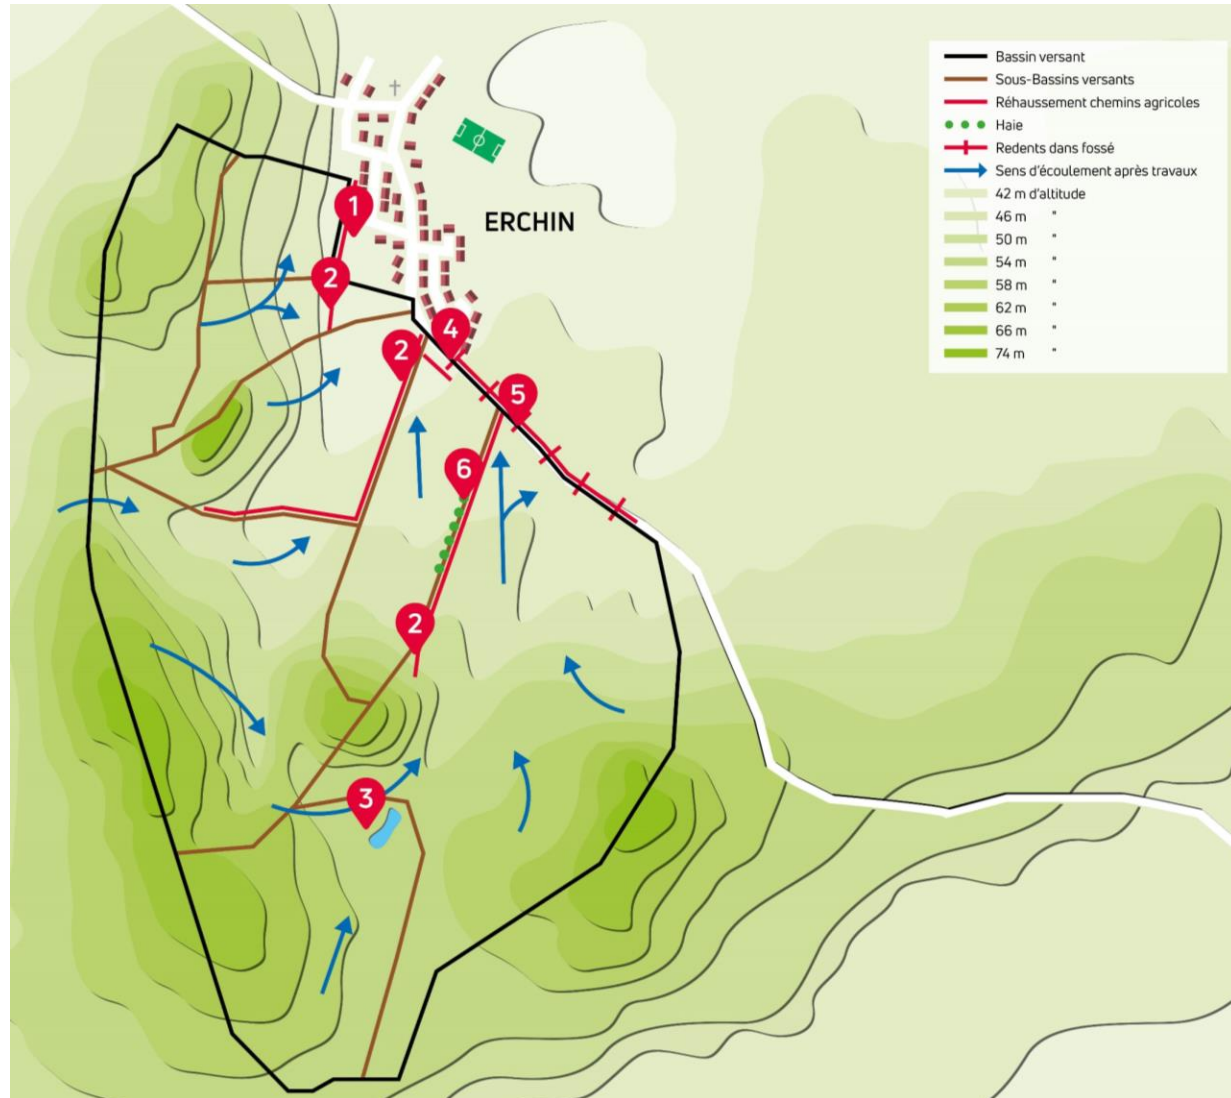 Bassin versant
Sous-Bassins versants
Réhaussement chemins agricoles
Haie
Redents dans fossé
Sens d'écoulement après travaux
42 m d'altitude
46 m "
50 m "
54 m "
58 m "
62 m "
66 m "
74 m "
ERCHIN
1
2
4
2
5
6
2
3